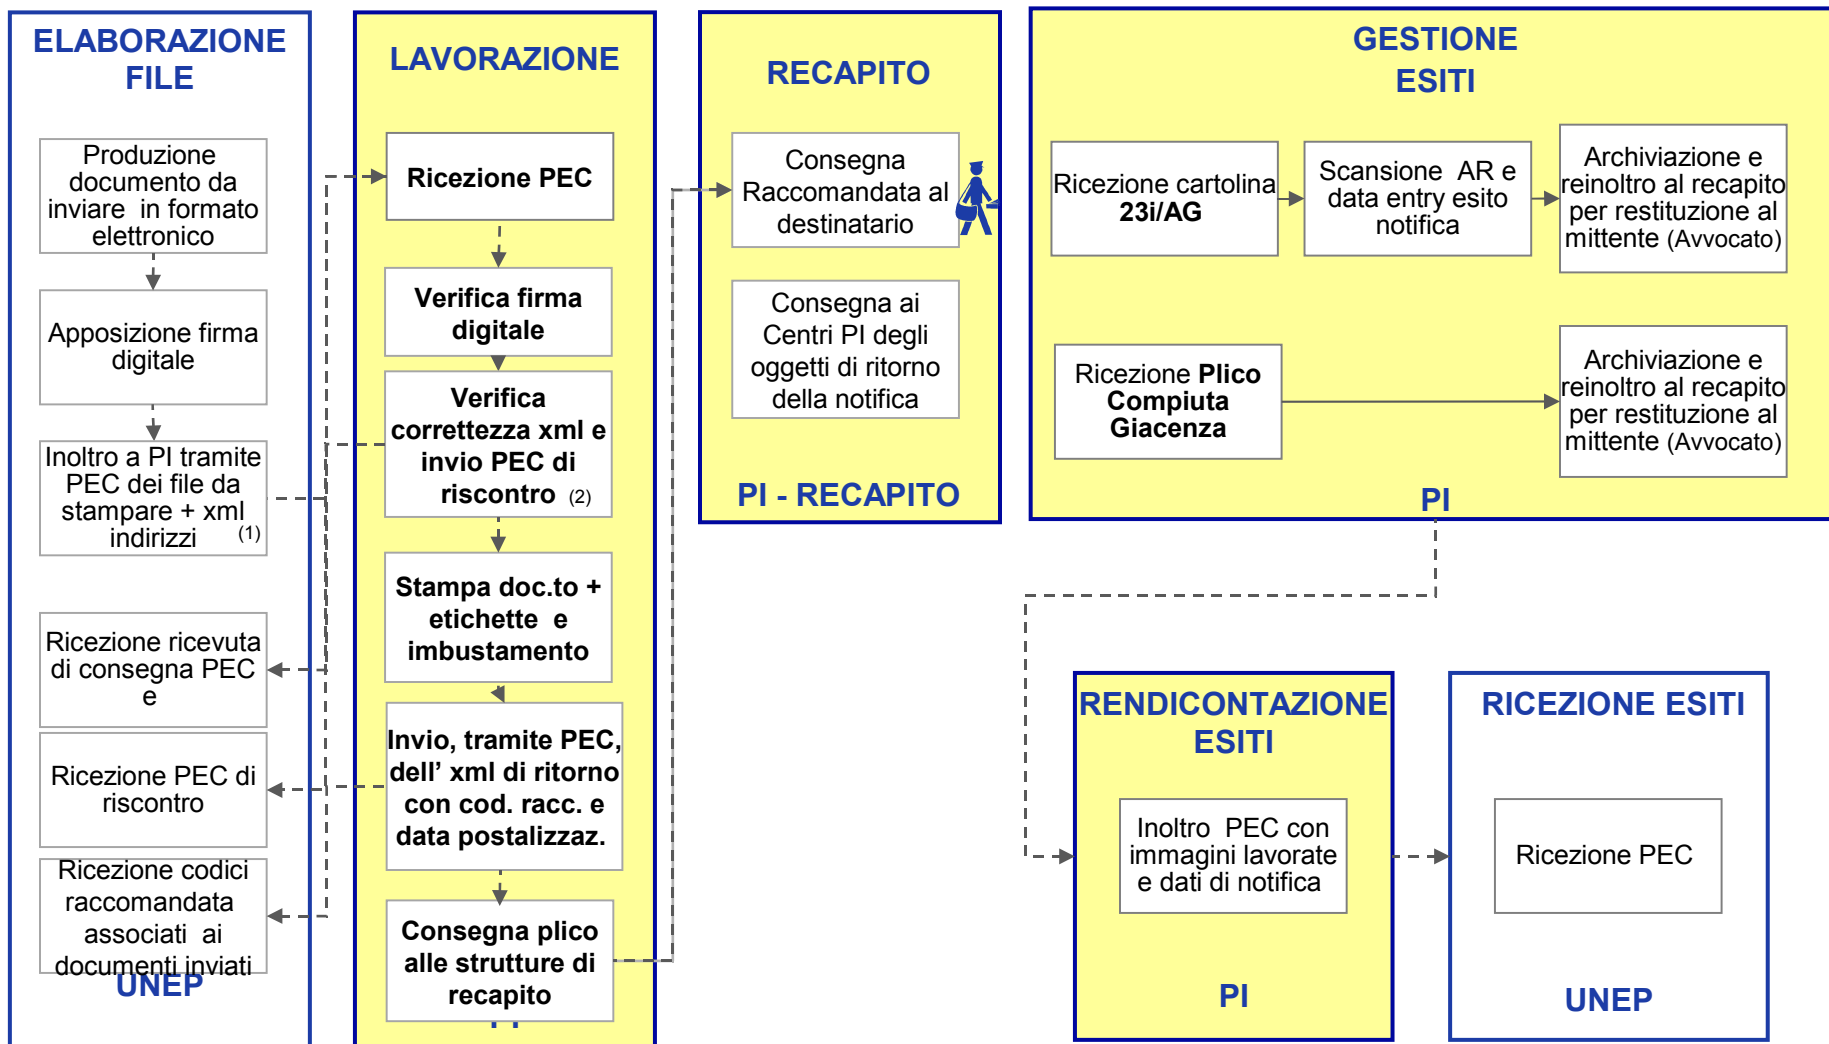 ELABORAZIONE
FILE
Produzione
documento da
inviare in formato
elettronico
Apposizione firma
digitale
Inoltro a PI tramite
PEC dei file da
stampare + xml
indirizzi (1)
Ricezione ricevuta
di consegna PEC
e
Ricezione PEC di
riscontro
Ricezione codici
raccomandata
associati ai
documenti inviati
UNEP
LAVORAZIONE
Ricezione PEC
Verifica firma
digitale
Verifica
correttezza xml e
invio PEC di
riscontro (2)
Stampa doc.to +
etichette e
imbustamento
Invio, tramite PEC,
dell' xml di ritorno
con cod. racc. e
data postalizzaz.
Consegna plico
alle strutture di
recapito
RECAPITO
Consegna
Raccomandata al
destinatario
Consegna ai
Centri PI degli
oggetti di ritorno
della notifica
PI - RECAPITO
GESTIONE
ESITI
Ricezione cartolina
23i/AG
Scansione AR e
data entry esito
notifica
Archiviazione e
reinoltro al recapito
per restituzione al
mittente (Avvocato)
Ricezione Plico
Compiuta
Giacenza
Archiviazione e
reinoltro al recapito
per restituzione al
mittente (Avvocato)
PI
RENDICONTAZIONE
ESITI
Inoltro PEC con
immagini lavorate
e dati di notifica
PI
RICEZIONE ESITI
Ricezione PEC
UNEP